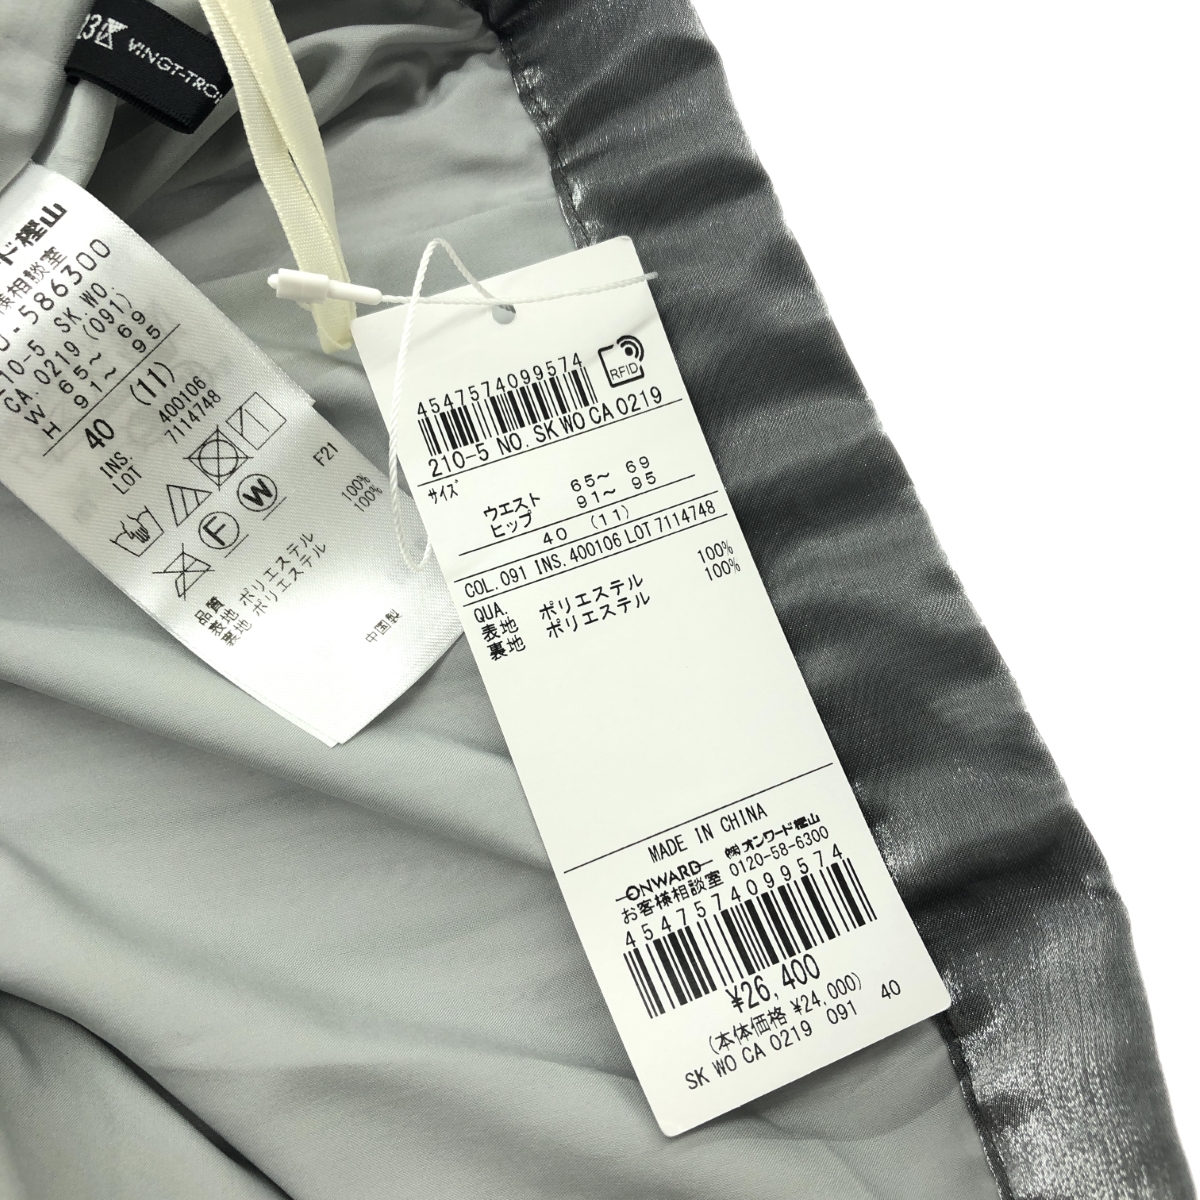 23区 VINGT-TROI
ド樫山
様相談室
0-586300
210-5 SK WO.
CA.0219(091)
W 65～ 69
H 91～ 95
40 (11)
INS. 400106
LOT 7114748
F W
F21
品質
表地 ポリエステル 100%
裏地 ポリエステル 100%
中国製
4547574099574
RFID
210-5 NO. SK WO CA 0219
サイズ
ウエスト 65～ 69
ヒップ 91～ 95
40 (11)
COL. 091 INS. 400106 LOT 7114748
QUA.
表地 ポリエステル 100%
裏地 ポリエステル 100%
MADE IN CHINA
ONWARD ㈱オンワード樫山
お客様相談室 0120-58-6300
4547574099574
¥26,400
(本体価格 ¥24,000)
SK WO CA 0219 091 40